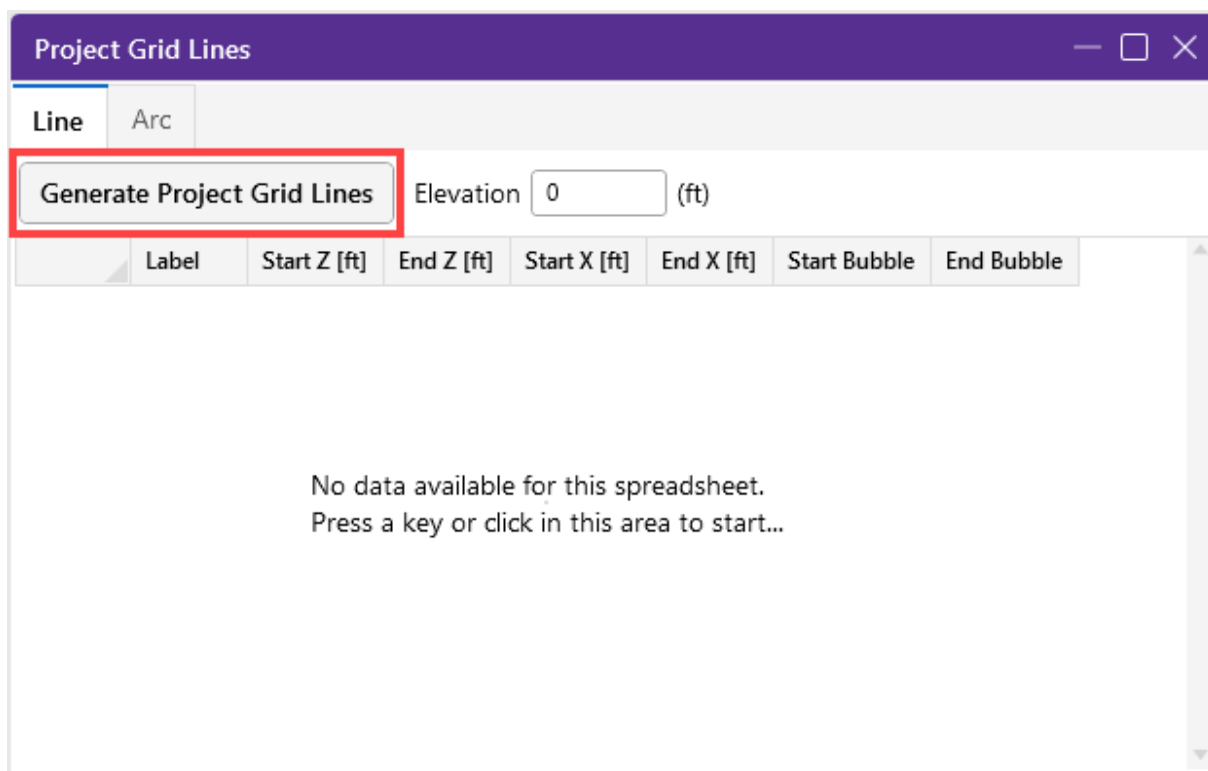 Project Grid Lines
Line Arc
Generate Project Grid Lines Elevation 0 (ft)
Label Start Z [ft] End Z [ft] Start X [ft] End X [ft] Start Bubble End Bubble
No data available for this spreadsheet.
Press a key or click in this area to start...